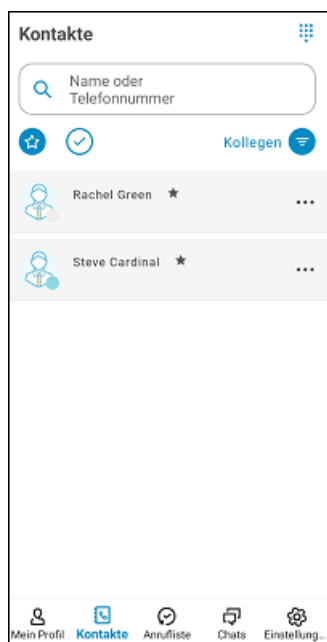 Kontakte
Name oder
Telefonnummer
Kollegen
Rachel Green
Steve Cardinal
Mein Profil Kontakte Anrufliste Chats Einstellung...